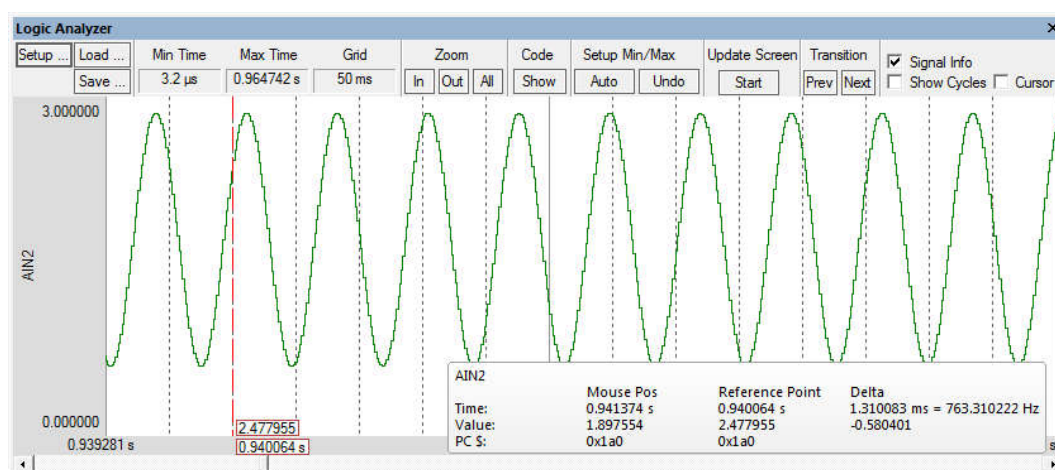 Logic Analyzer
Setup ... Load ... Min Time Max Time Grid Zoom Code Setup Min/Max Update Screen Transition Signal Info
Save ... 3.2 µs 0.964742 s 50 ms In Out All Show Auto Undo Start Prev Next Show Cycles Cursor
3.000000
AIN2
0.000000
2.477955
0.939281 s 0.940064 s s
AIN2
Mouse Pos Reference Point Delta
Time: 0.941374 s 0.940064 s 1.310083 ms = 763.310222 Hz
Value: 1.897554 2.477955 -0.580401
PC $: 0x1a0 0x1a0